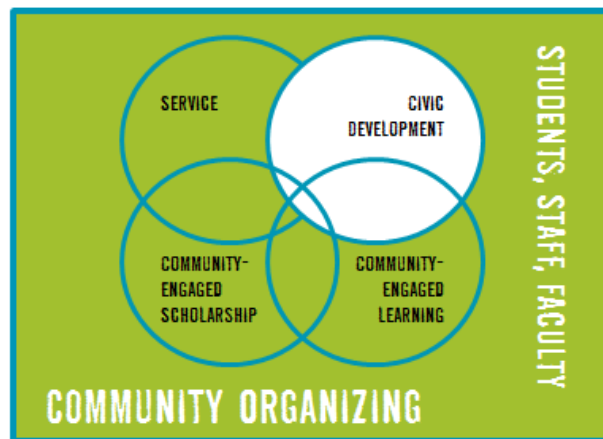 SERVICE
CIVIC
DEVELOPMENT
COMMUNITY-
ENGAGED
SCHOLARSHIP
COMMUNITY-
ENGAGED
LEARNING
STUDENTS, STAFF, FACULTY
COMMUNITY ORGANIZING